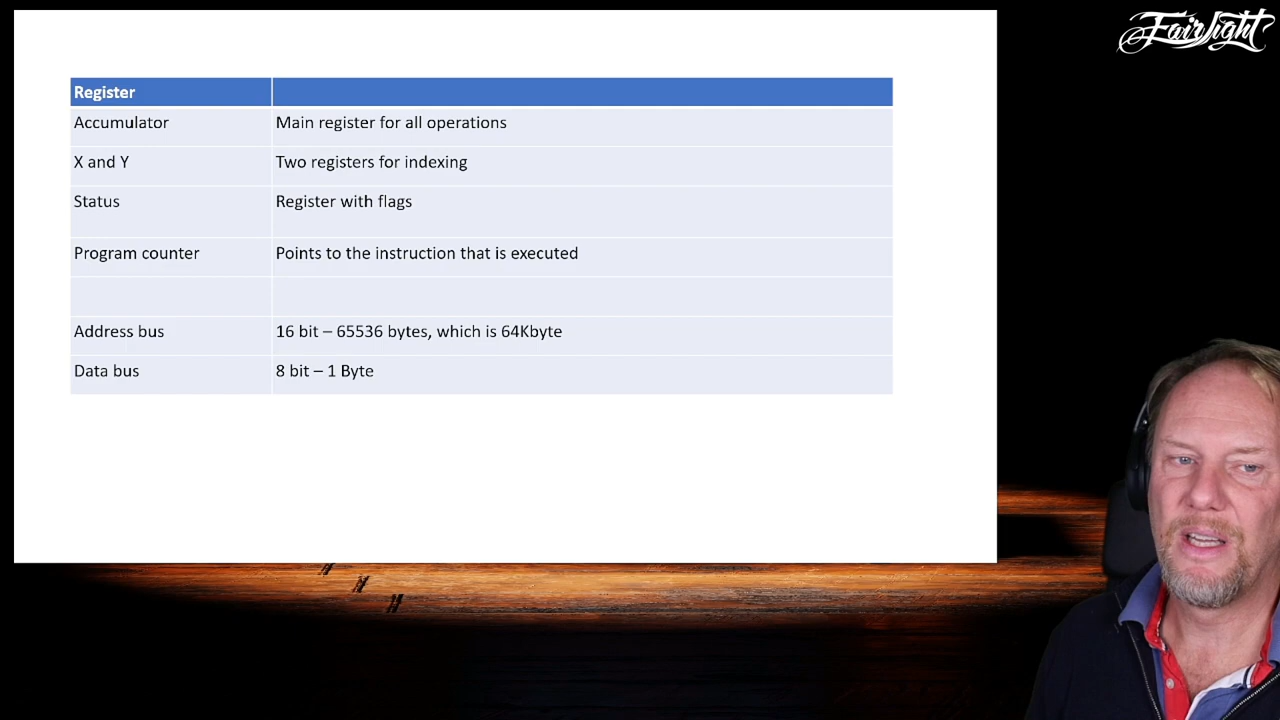 Fairlight
Register
Accumulator Main register for all operations
X and Y Two registers for indexing
Status Register with flags
Program counter Points to the instruction that is executed
Address bus 16 bit – 65536 bytes, which is 64Kbyte
Data bus 8 bit – 1 Byte